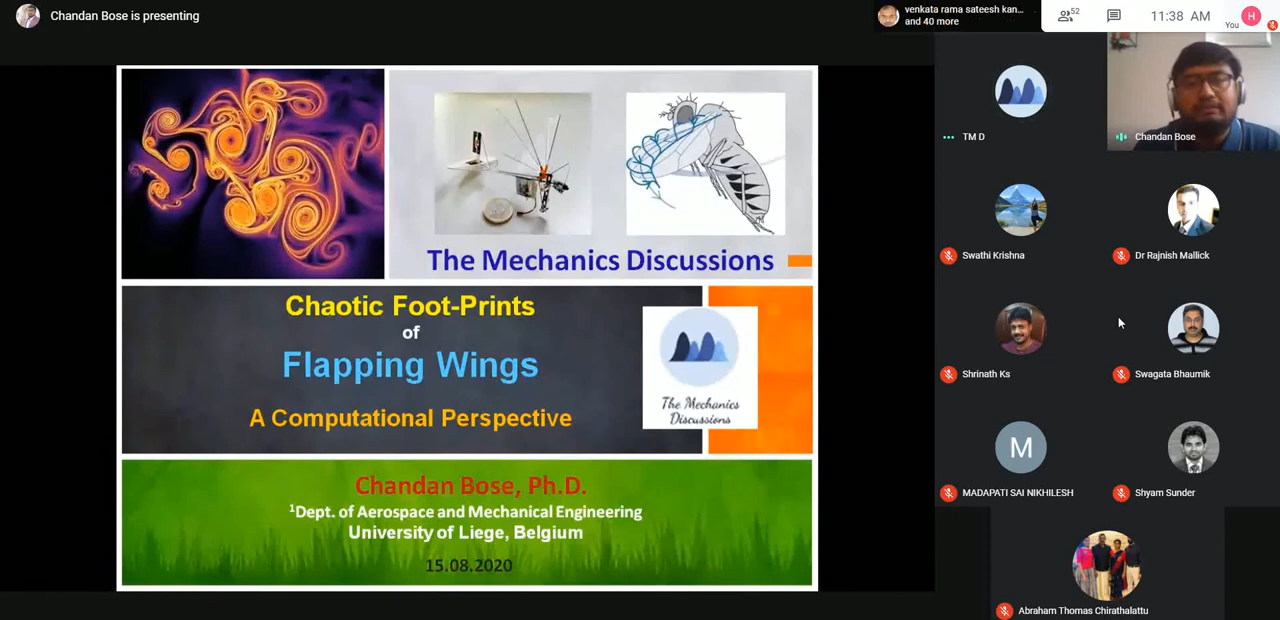 Chandan Bose is presenting
venkata rama sateesh kan...
and 40 more
52
11:38 AM
You
H
The Mechanics Discussions
Chaotic Foot-Prints
of
Flapping Wings
A Computational Perspective
The Mechanics
Discussions
Chandan Bose, Ph.D.
1Dept. of Aerospace and Mechanical Engineering
University of Liege, Belgium
15.08.2020
TM D
Chandan Bose
Swathi Krishna
Dr Rajnish Mallick
Shrinath Ks
Swagata Bhaumik
M
MADAPATI SAI NIKHILESH
Shyam Sunder
Abraham Thomas Chirathalattu